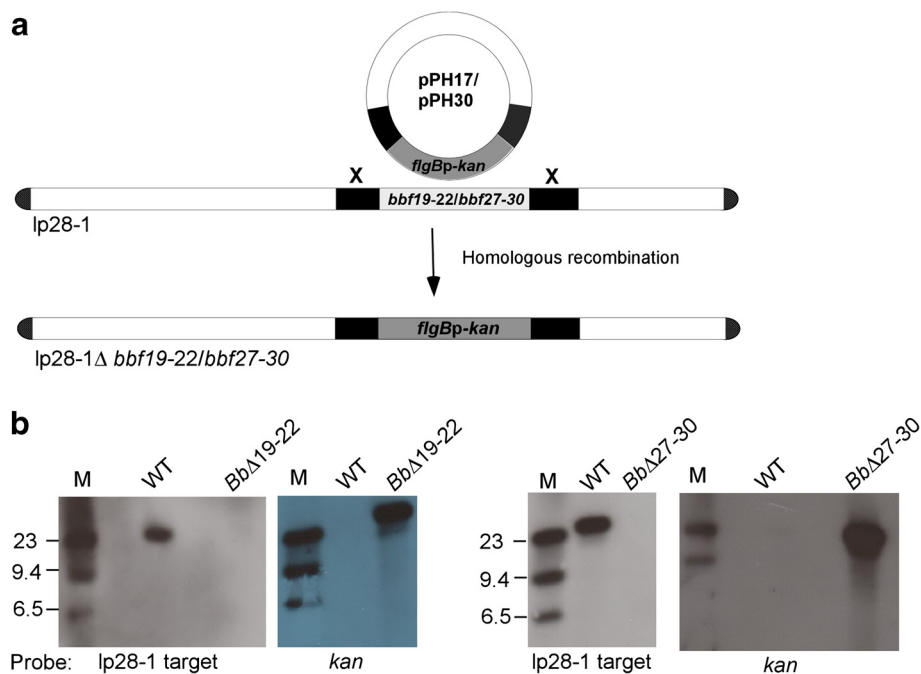 a
pPH17/
pPH30
flgBp-kan
X X
bbf19-22/bbf27-30
lp28-1
Homologous recombination
flgBp-kan
lp28-1Δ bbf19-22/bbf27-30
b
M WT BbΔ19-22 M WT BbΔ19-22 M WT BbΔ27-30 M WT BbΔ27-30
23 23
9.4 9.4
6.5 6.5
Probe: lp28-1 target kan lp28-1 target kan